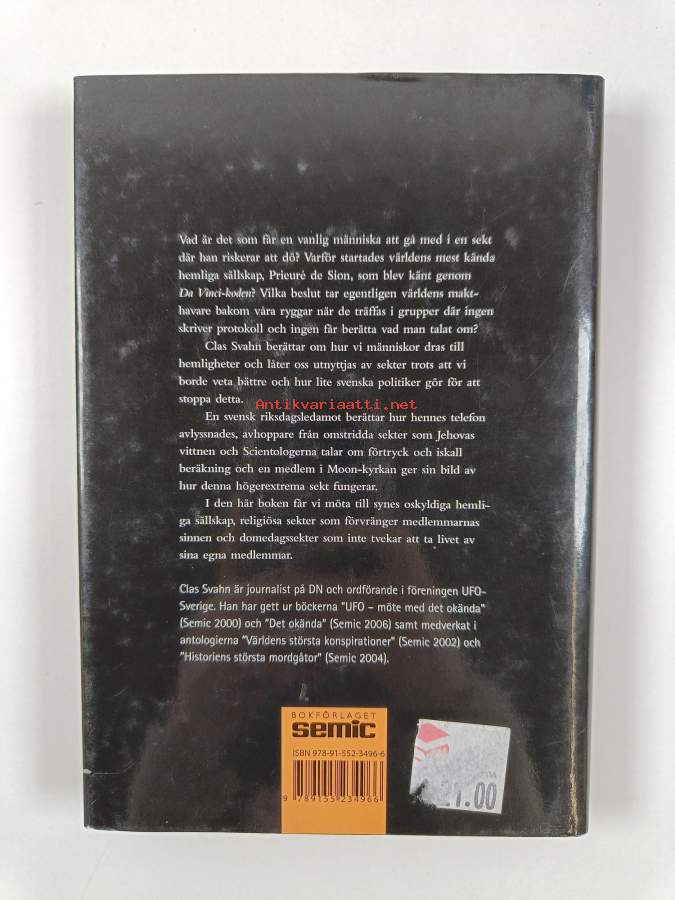 Vad är det som får en vanlig människa att gå med i en sekt
där han riskerar att dö? Varför startades världens mest kända
hemliga sällskap, Prieuré de Sion, som blev känt genom
Da Vinci-koden? Vilka beslut tar egentligen världens makt-
havare bakom våra ryggar när de träffas i grupper där ingen
skriver protokoll och ingen får berätta vad man talat om?
Clas Svahn berättar om hur vi människor dras till
hemligheter och låter oss utnyttjas av sekter trots att vi
borde veta bättre och hur lite svenska politiker gör för att
stoppa detta.
Antikvariaatti.net
En svensk riksdagsledamot berättar hur hennes telefon
avlyssnades, avhoppare från omstridda sekter som Jehovas
vittnen och Scientologerna talar om förtryck och iskall
beräkning och en medlem i Moon-kyrkan ger sin bild av
hur denna högerextrema sekt fungerar.
I den här boken får vi möta till synes oskyldiga hemli-
ga sällskap, religiösa sekter som förvränger medlemmarnas
sinnen och domedagssekter som inte tvekar att ta livet av
sina egna medlemmar.
Clas Svahn är journalist på DN och ordförande i föreningen UFO-
Sverige. Han har gett ur böckerna "UFO – möte med det okända"
(Semic 2000) och "Det okända" (Semic 2006) samt medverkat i
antologierna "Världens största konspirationer" (Semic 2002) och
"Historiens största mordgåtor" (Semic 2004).
BOKFÖRLAGET
semic
ISBN 978-91-552-3496-6
9 789155 234966
21.00